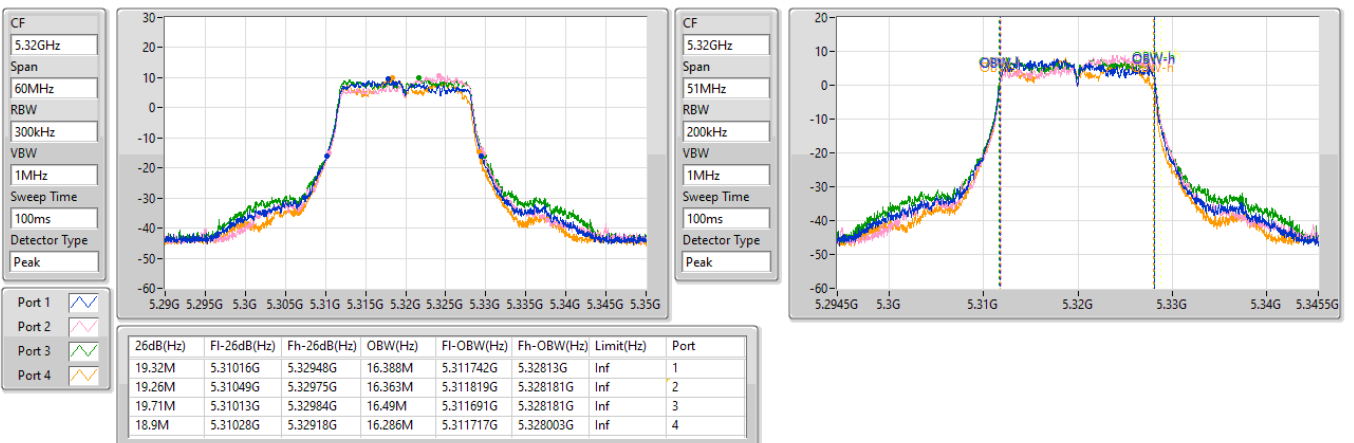 CF
5.32GHz
Span
60MHz
RBW
300kHz
VBW
1MHz
Sweep Time
100ms
Detector Type
Peak
30
20
10
0
-10
-20
-30
-40
-50
-60
5.29G 5.295G 5.3G 5.305G 5.31G 5.315G 5.32G 5.325G 5.33G 5.335G 5.34G 5.345G 5.35G
CF
5.32GHz
Span
51MHz
RBW
200kHz
VBW
1MHz
Sweep Time
100ms
Detector Type
Peak
20
10
0
-10
-20
-30
-40
-50
-60
OBW-h
OBW-h
5.2945G 5.3G 5.31G 5.32G 5.33G 5.34G 5.3455G
Port 1
Port 2
Port 3
Port 4
26dB(Hz) Fl-26dB(Hz) Fh-26dB(Hz) OBW(Hz) Fl-OBW(Hz) Fh-OBW(Hz) Limit(Hz) Port
19.32M 5.31016G 5.32948G 16.388M 5.311742G 5.32813G Inf 1
19.26M 5.31049G 5.32975G 16.363M 5.311819G 5.328181G Inf 2
19.71M 5.31013G 5.32984G 16.49M 5.311691G 5.328181G Inf 3
18.9M 5.31028G 5.32918G 16.286M 5.311717G 5.328003G Inf 4